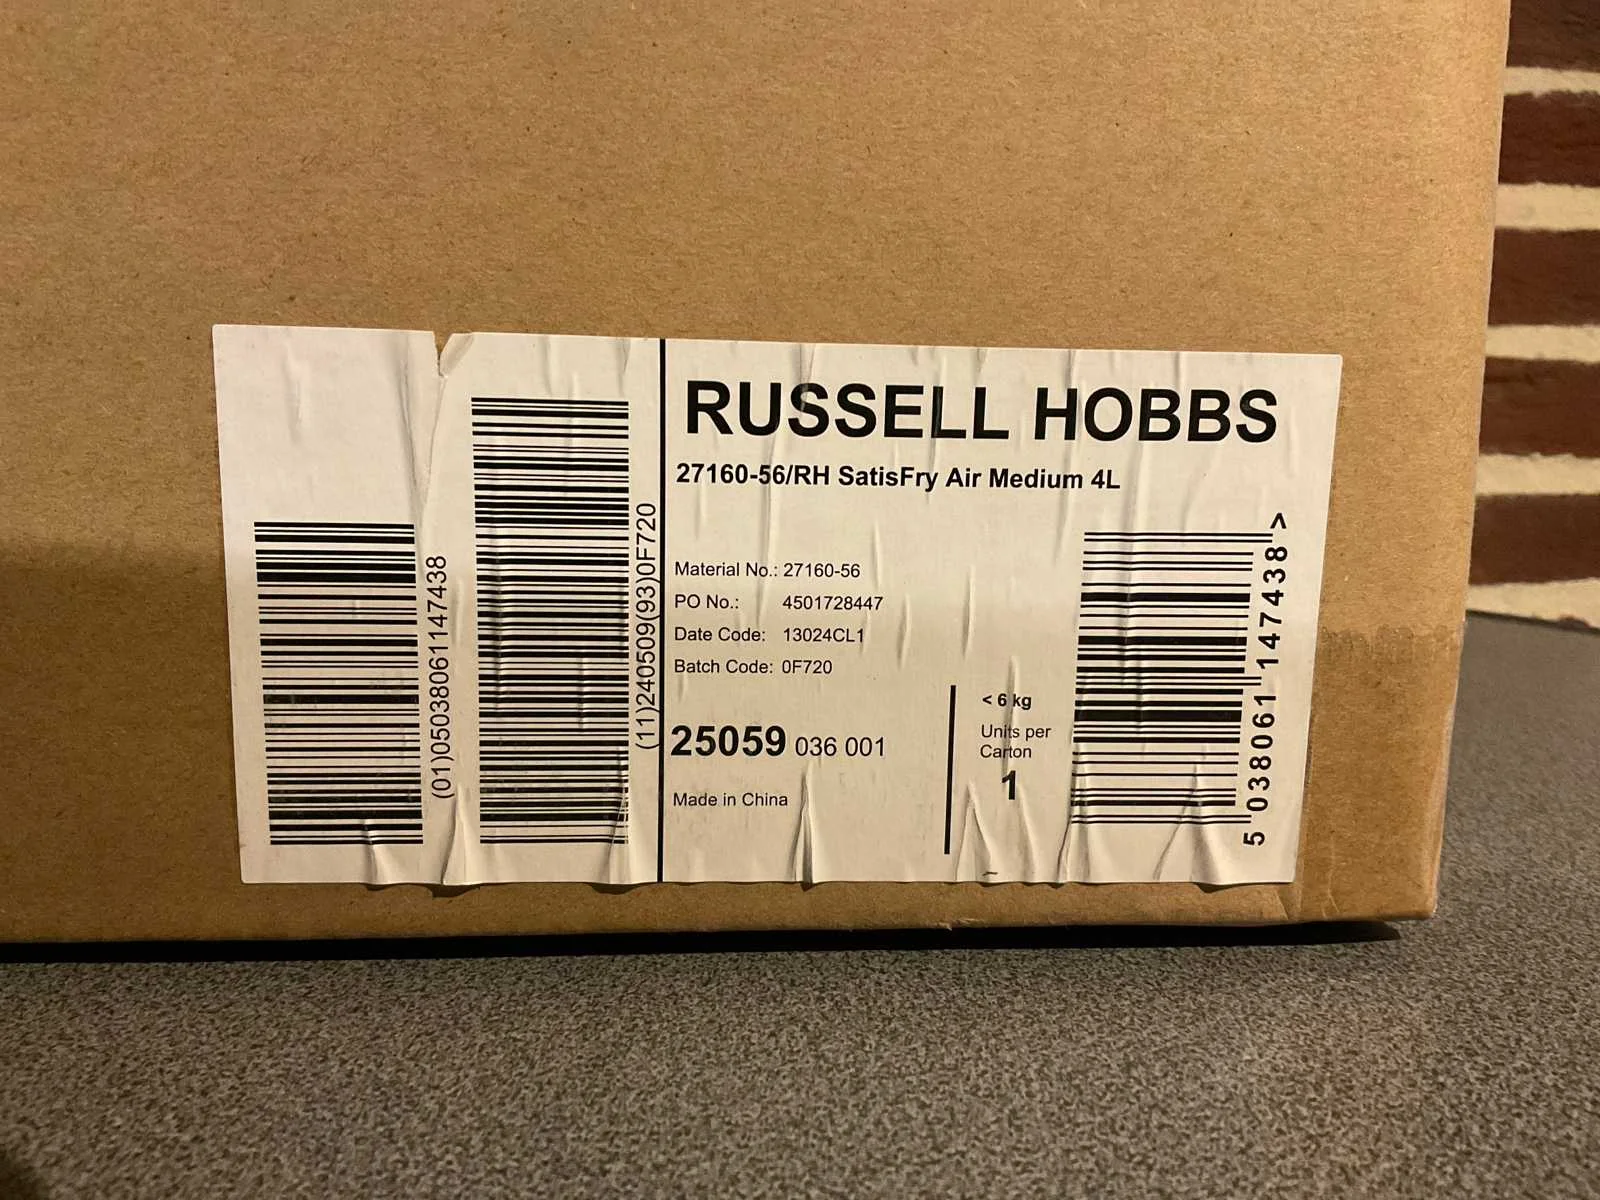 (01)05038061147438
(11)240509(93)0F720
RUSSELL HOBBS
27160-56/RH SatisFry Air Medium 4L
Material No.: 27160-56
PO No.: 4501728447
Date Code: 13024CL1
Batch Code: 0F720
25059 036 001
Made in China
< 6 kg
Units per
Carton
1
5 038061 147438 >